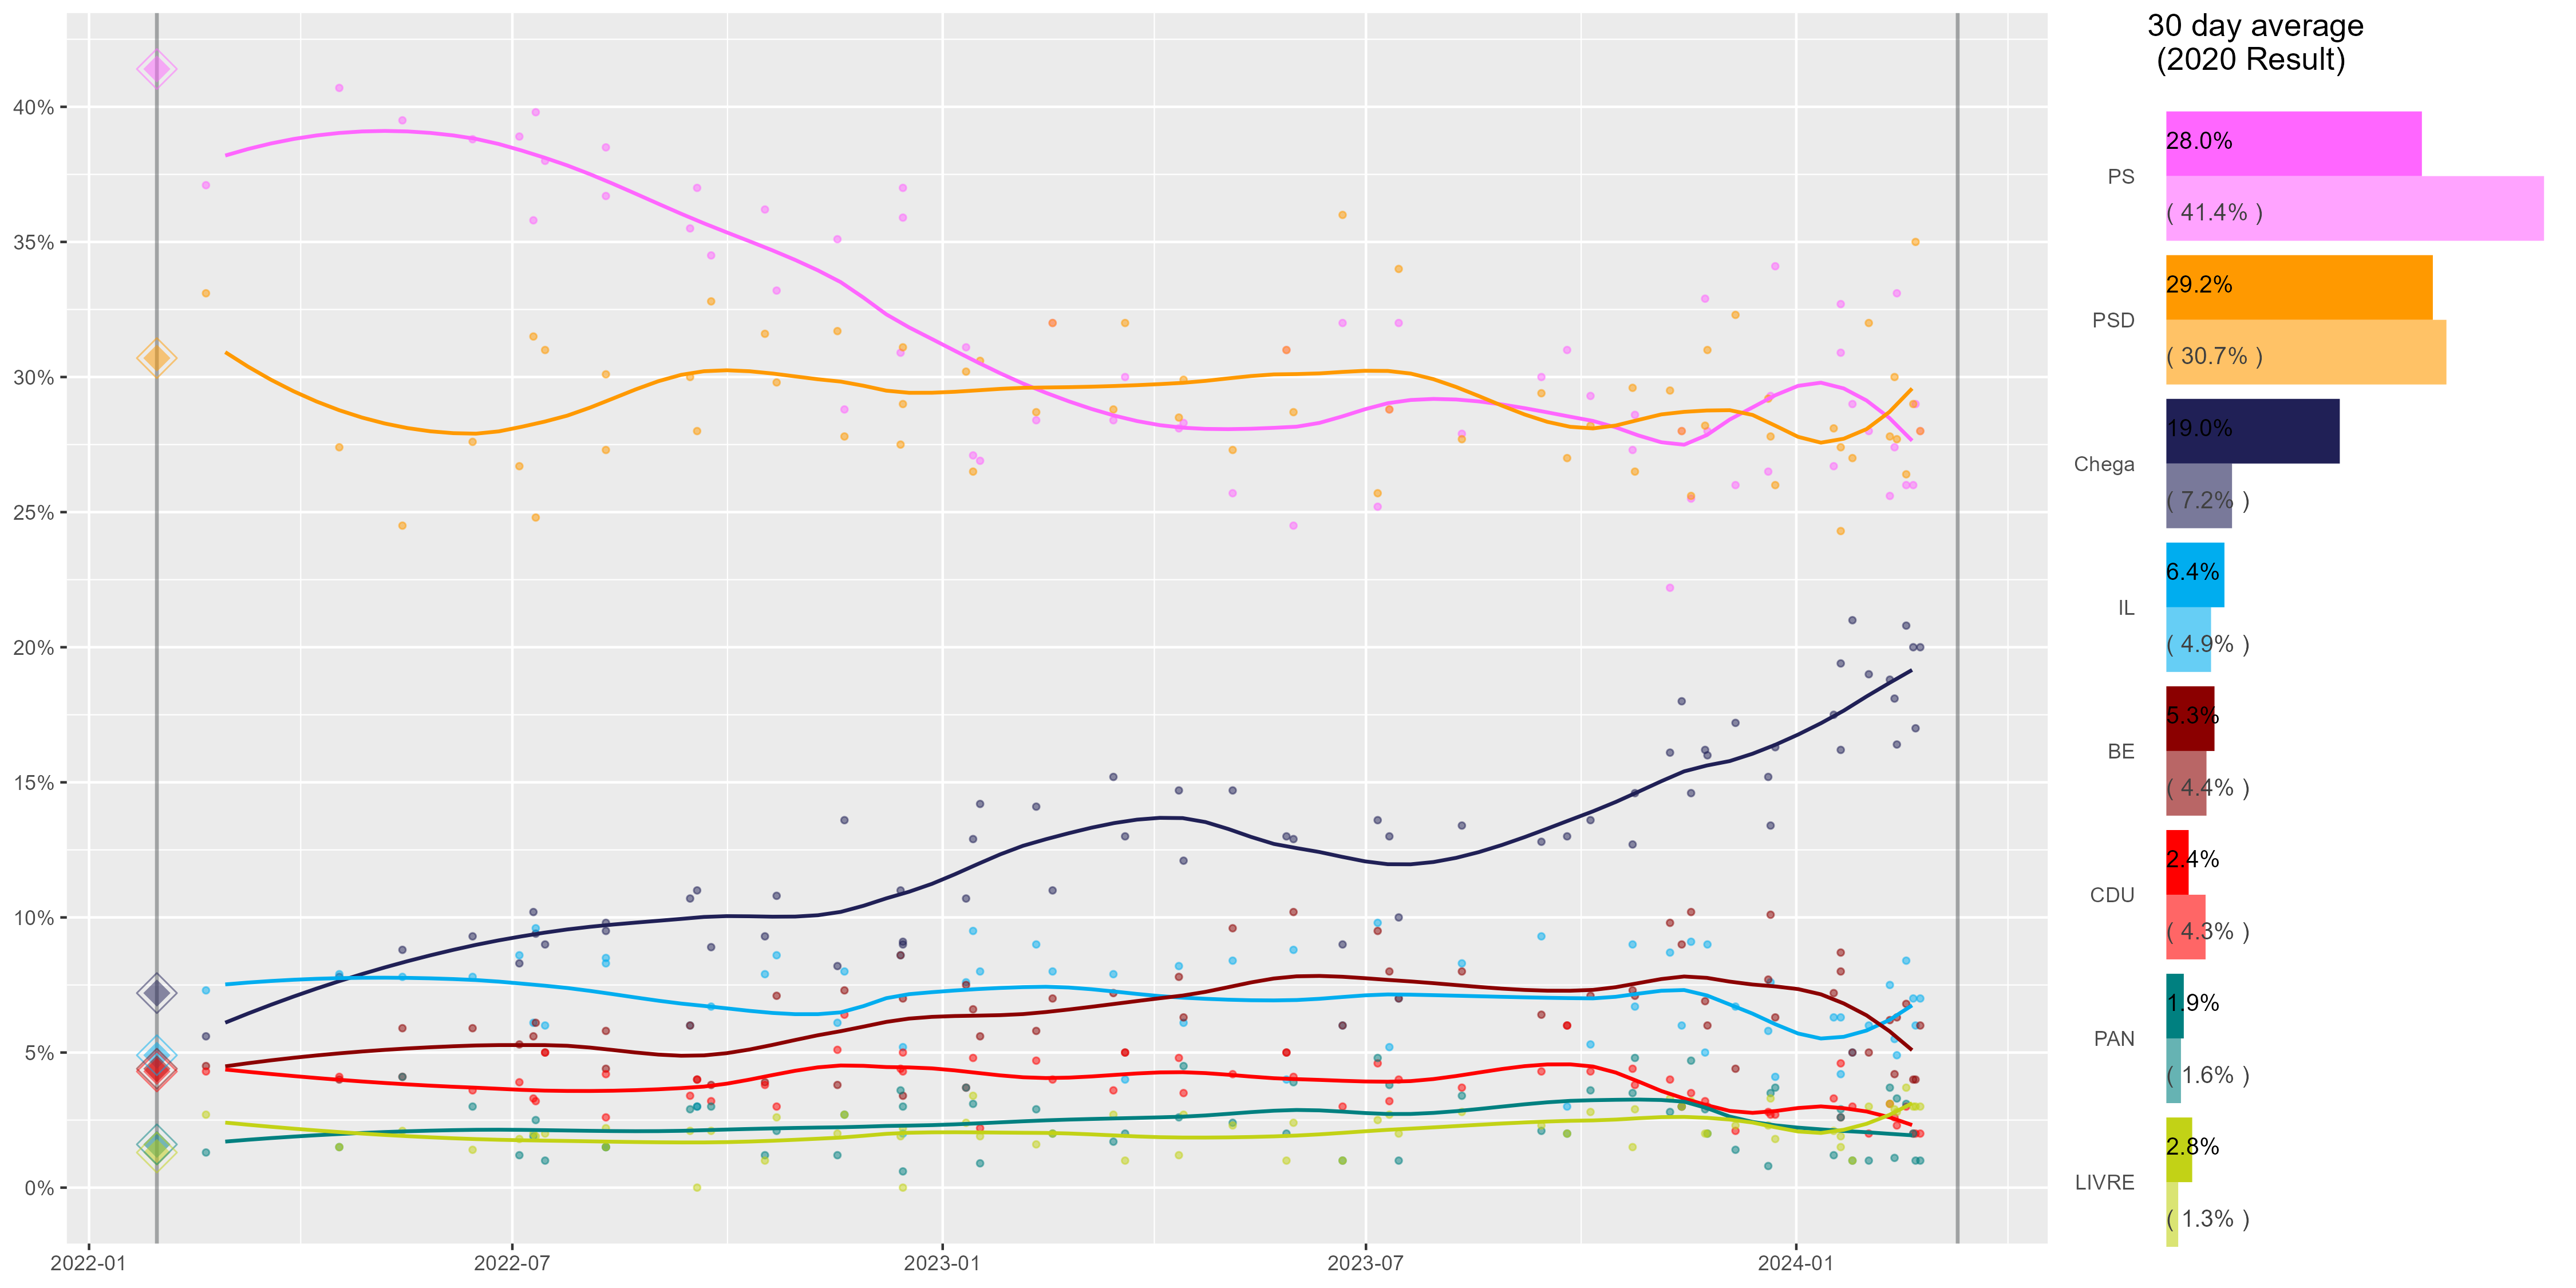 30 day average
(2020 Result)
40%
35%
30%
25%
20%
15%
10%
5%
0%
2022-01
2022-07
2023-01
2023-07
2024-01
PS
28.0%
( 41.4% )
PSD
29.2%
( 30.7% )
Chega
19.0%
( 7.2% )
IL
6.4%
( 4.9% )
BE
5.3%
( 4.4% )
CDU
2.4%
( 4.3% )
PAN
1.9%
( 1.6% )
LIVRE
2.8%
( 1.3% )